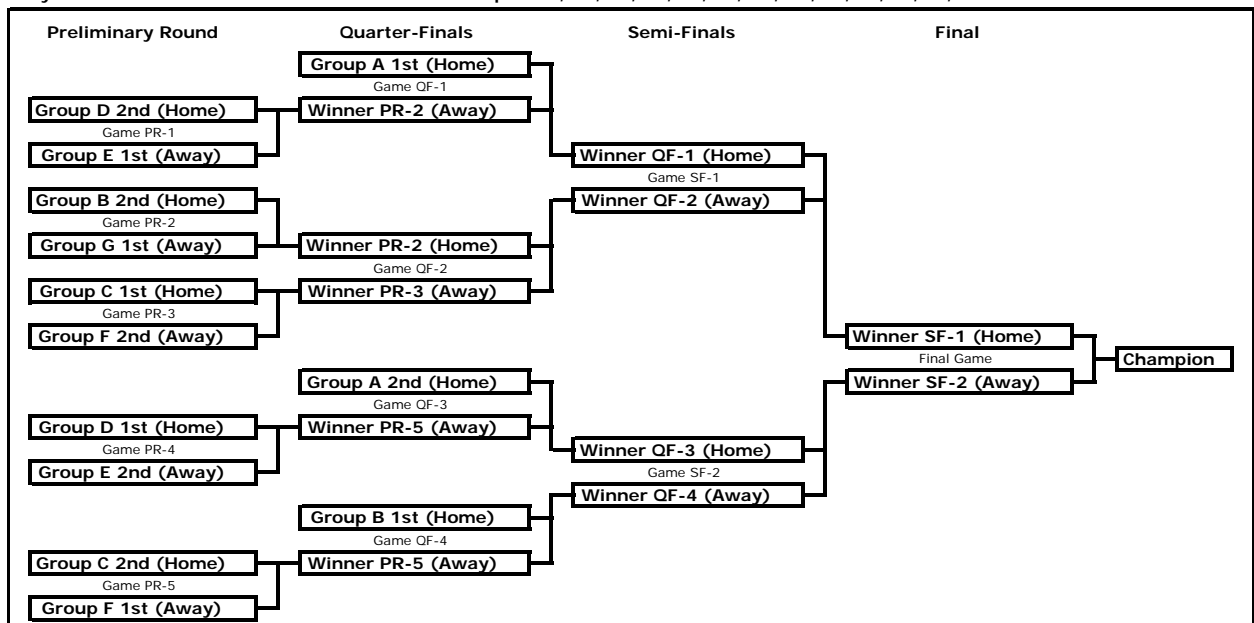 Preliminary Round
Quarter-Finals
Semi-Finals
Final
Group A 1st (Home)
Game QF-1
Winner PR-2 (Away)
Group D 2nd (Home)
Game PR-1
Group E 1st (Away)
Group B 2nd (Home)
Game PR-2
Group G 1st (Away)
Winner PR-2 (Home)
Game QF-2
Winner PR-3 (Away)
Group C 1st (Home)
Game PR-3
Group F 2nd (Away)
Group A 2nd (Home)
Game QF-3
Winner PR-5 (Away)
Group D 1st (Home)
Game PR-4
Group E 2nd (Away)
Group B 1st (Home)
Game QF-4
Winner PR-5 (Away)
Group C 2nd (Home)
Game PR-5
Group F 1st (Away)
Winner QF-1 (Home)
Game SF-1
Winner QF-2 (Away)
Winner QF-3 (Home)
Game SF-2
Winner QF-4 (Away)
Winner SF-1 (Home)
Final Game
Winner SF-2 (Away)
Champion